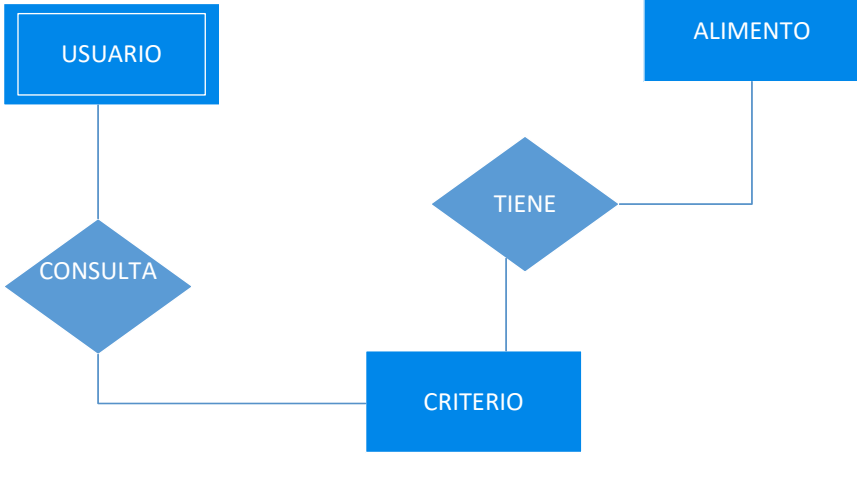 ALIMENTO
USUARIO
TIENE
CONSULTA
CRITERIO